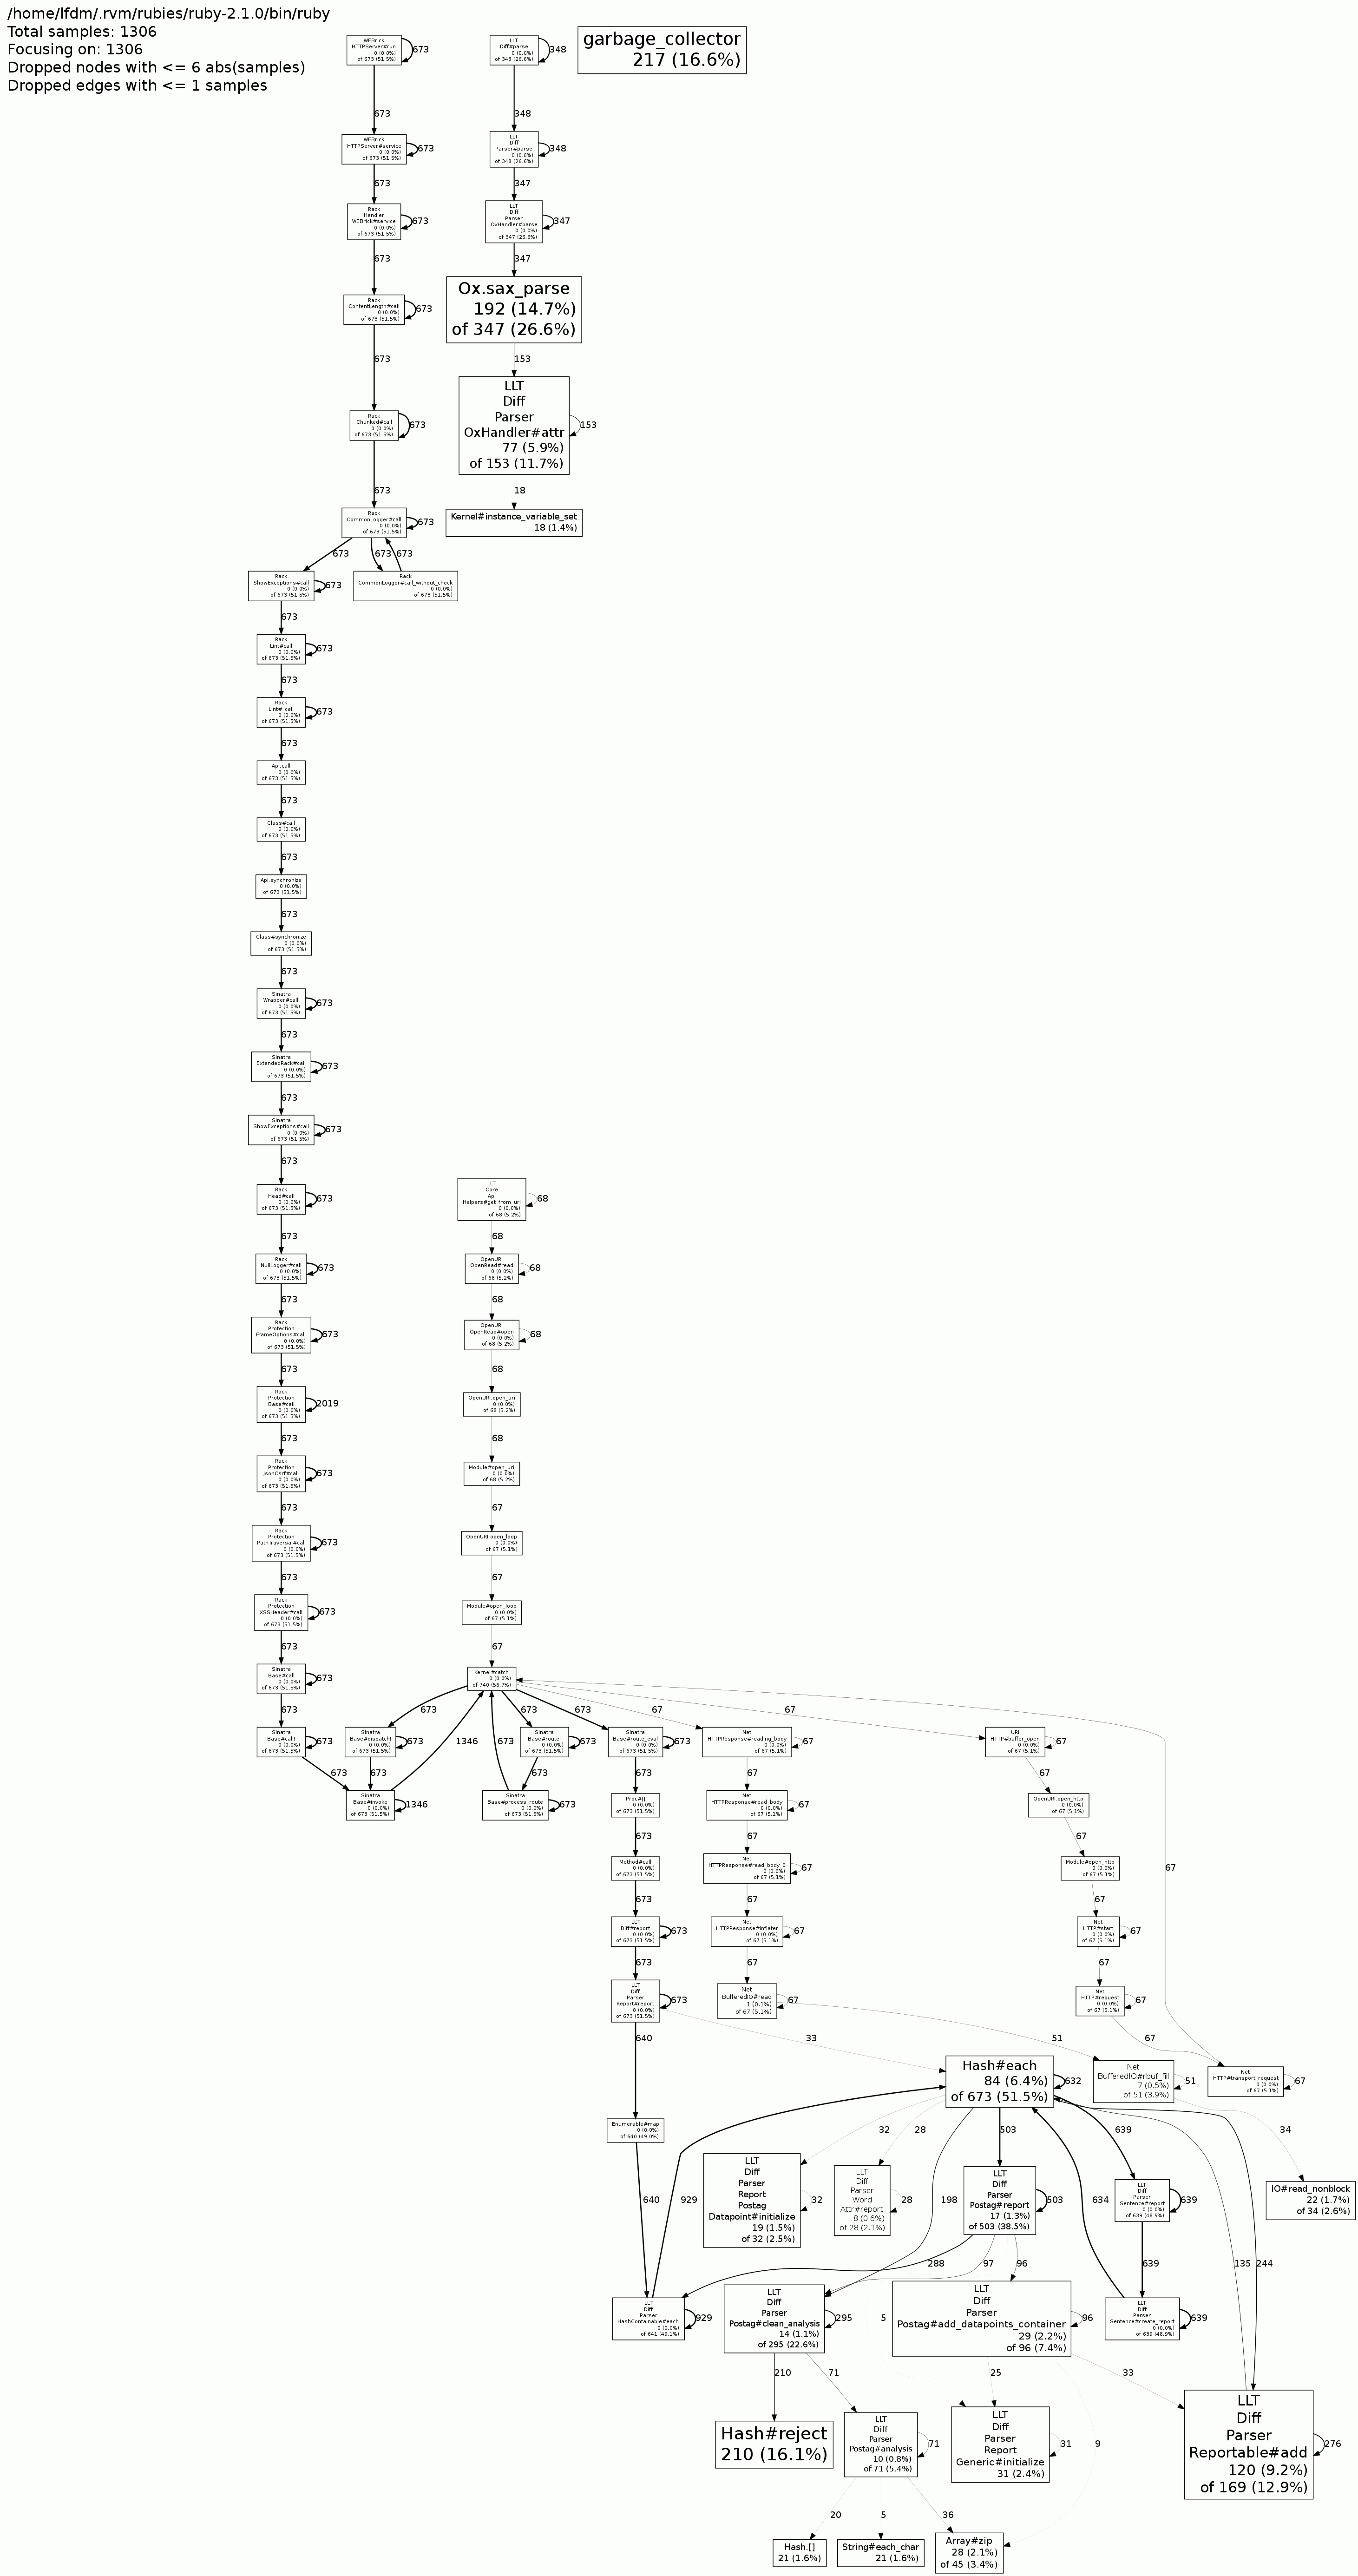 /home/lfdm/.rvm/rubies/ruby-2.1.0/bin/ruby
Total samples: 1306
Focusing on: 1306
Dropped nodes with <= 6 abs(samples)
Dropped edges with <= 1 samples
WEBrick
HTTPServer#run
0 (0.0%)
of 673 (51.5%)
673
LLT
Diff#parse
0 (0.0%)
of 348 (26.6%)
348
garbage_collector
217 (16.6%)
673
348
WEBrick
HTTPServer#service
0 (0.0%)
of 673 (51.5%)
673
LLT
Diff
Parser#parse
0 (0.0%)
of 348 (26.6%)
348
673
347
Rack
Handler
WEBrick#service
0 (0.0%)
of 673 (51.5%)
673
LLT
Diff
Parser
OxHandler#parse
0 (0.0%)
of 347 (26.6%)
347
673
347
Rack
ContentLength#call
0 (0.0%)
of 673 (51.5%)
673
Ox.sax_parse
192 (14.7%)
of 347 (26.6%)
673
153
Rack
Chunked#call
0 (0.0%)
of 673 (51.5%)
673
LLT
Diff
Parser
OxHandler#attr
77 (5.9%)
of 153 (11.7%)
153
673
18
Rack
CommonLogger#call
0 (0.0%)
of 673 (51.5%)
673
Kernel#instance_variable_set
18 (1.4%)
673
673
673
Rack
ShowExceptions#call
0 (0.0%)
of 673 (51.5%)
673
Rack
CommonLogger#call_without_check
0 (0.0%)
of 673 (51.5%)
673
Rack
Lint#call
0 (0.0%)
of 673 (51.5%)
673
673
Rack
Lint#_call
0 (0.0%)
of 673 (51.5%)
673
673
Api.call
0 (0.0%)
of 673 (51.5%)
673
Class#call
0 (0.0%)
of 673 (51.5%)
673
Api.synchronize
0 (0.0%)
of 673 (51.5%)
673
Class#synchronize
0 (0.0%)
of 673 (51.5%)
673
Sinatra
Wrapper#call
0 (0.0%)
of 673 (51.5%)
673
673
Sinatra
ExtendedRack#call
0 (0.0%)
of 673 (51.5%)
673
673
Sinatra
ShowExceptions#call
0 (0.0%)
of 673 (51.5%)
673
673
Rack
Head#call
0 (0.0%)
of 673 (51.5%)
673
LLT
Core
Api
Helpers#get_from_uri
0 (0.0%)
of 68 (5.2%)
68
673
68
Rack
NullLogger#call
0 (0.0%)
of 673 (51.5%)
673
OpenURI
OpenRead#read
0 (0.0%)
of 68 (5.2%)
68
673
68
Rack
Protection
FrameOptions#call
0 (0.0%)
of 673 (51.5%)
673
OpenURI
OpenRead#open
0 (0.0%)
of 68 (5.2%)
68
673
68
Rack
Protection
Base#call
0 (0.0%)
of 673 (51.5%)
2019
OpenURI.open_uri
0 (0.0%)
of 68 (5.2%)
673
68
Rack
Protection
JsonCsrf#call
0 (0.0%)
of 673 (51.5%)
673
Module#open_uri
0 (0.0%)
of 68 (5.2%)
673
67
Rack
Protection
PathTraversal#call
0 (0.0%)
of 673 (51.5%)
673
OpenURI.open_loop
0 (0.0%)
of 67 (5.1%)
673
67
Rack
Protection
XSSHeader#call
0 (0.0%)
of 673 (51.5%)
673
Module#open_loop
0 (0.0%)
of 67 (5.1%)
673
67
Sinatra
Base#call
0 (0.0%)
of 673 (51.5%)
673
Kernel#catch
0 (0.0%)
of 740 (56.7%)
673
673
673
673
67
67
Sinatra
Base#call!
0 (0.0%)
of 673 (51.5%)
673
Sinatra
Base#dispatch!
0 (0.0%)
of 673 (51.5%)
673
1346
673
Sinatra
Base#route!
0 (0.0%)
of 673 (51.5%)
673
Sinatra
Base#route_eval
0 (0.0%)
of 673 (51.5%)
673
Net
HTTPResponse#reading_body
0 (0.0%)
of 67 (5.1%)
67
URI
HTTP#buffer_open
0 (0.0%)
of 67 (5.1%)
67
673
673
673
673
67
67
Sinatra
Base#invoke
0 (0.0%)
of 673 (51.5%)
1346
Sinatra
Base#process_route
0 (0.0%)
of 673 (51.5%)
673
Proc#[]
0 (0.0%)
of 673 (51.5%)
Net
HTTPResponse#read_body
0 (0.0%)
of 67 (5.1%)
67
OpenURI.open_http
0 (0.0%)
of 67 (5.1%)
673
67
67
Method#call
0 (0.0%)
of 673 (51.5%)
Net
HTTPResponse#read_body_0
0 (0.0%)
of 67 (5.1%)
67
Module#open_http
0 (0.0%)
of 67 (5.1%)
67
673
67
67
LLT
Diff#report
0 (0.0%)
of 673 (51.5%)
673
Net
HTTPResponse#inflater
0 (0.0%)
of 67 (5.1%)
67
Net
HTTP#start
0 (0.0%)
of 67 (5.1%)
67
673
67
67
LLT
Diff
Parser
Report#report
0 (0.0%)
of 673 (51.5%)
673
Net
BufferedIO#read
1 (0.1%)
of 67 (5.1%)
67
Net
HTTP#request
0 (0.0%)
of 67 (5.1%)
67
640
33
51
67
Hash#each
84 (6.4%)
of 673 (51.5%)
632
Net
BufferedIO#rbuf_fill
7 (0.5%)
of 51 (3.9%)
51
Net
HTTP#transport_request
0 (0.0%)
of 67 (5.1%)
67
Enumerable#map
0 (0.0%)
of 640 (49.0%)
32
28
503
639
34
LLT
Diff
Parser
Report
Postag
Datapoint#initialize
19 (1.5%)
of 32 (2.5%)
32
LLT
Diff
Parser
Word
Attr#report
8 (0.6%)
of 28 (2.1%)
28
LLT
Diff
Parser
Postag#report
17 (1.3%)
of 503 (38.5%)
503
LLT
Diff
Parser
Sentence#report
0 (0.0%)
of 639 (48.9%)
639
IO#read_nonblock
22 (1.7%)
of 34 (2.6%)
640
929
198
634
288
97
96
639
135
244
LLT
Diff
Parser
HashContainable#each
0 (0.0%)
of 641 (49.1%)
929
LLT
Diff
Parser
Postag#clean_analysis
14 (1.1%)
of 295 (22.6%)
295
5
LLT
Diff
Parser
Postag#add_datapoints_container
29 (2.2%)
of 96 (7.4%)
96
LLT
Diff
Parser
Sentence#create_report
0 (0.0%)
of 639 (48.9%)
639
210
71
25
33
Hash#reject
210 (16.1%)
LLT
Diff
Parser
Postag#analysis
10 (0.8%)
of 71 (5.4%)
71
LLT
Diff
Parser
Report
Generic#initialize
31 (2.4%)
31
9
LLT
Diff
Parser
Reportable#add
120 (9.2%)
of 169 (12.9%)
276
20
5
36
Hash.[]
21 (1.6%)
String#each_char
21 (1.6%)
Array#zip
28 (2.1%)
of 45 (3.4%)